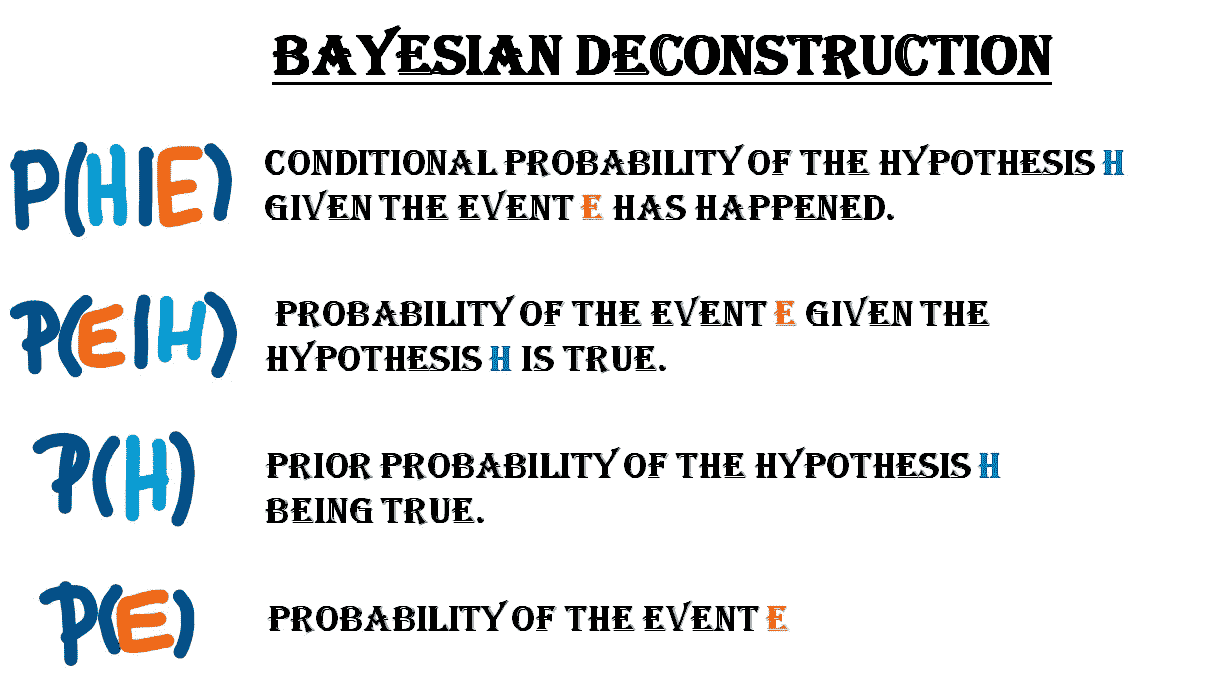 BAYESIAN DECONSTRUCTION
P(H|E) CONDITIONAL PROBABILITY OF THE HYPOTHESIS H
GIVEN THE EVENT E HAS HAPPENED.
P(E|H) PROBABILITY OF THE EVENT E GIVEN THE
HYPOTHESIS H IS TRUE.
P(H) PRIOR PROBABILITY OF THE HYPOTHESIS H
BEING TRUE.
P(E) PROBABILITY OF THE EVENT E